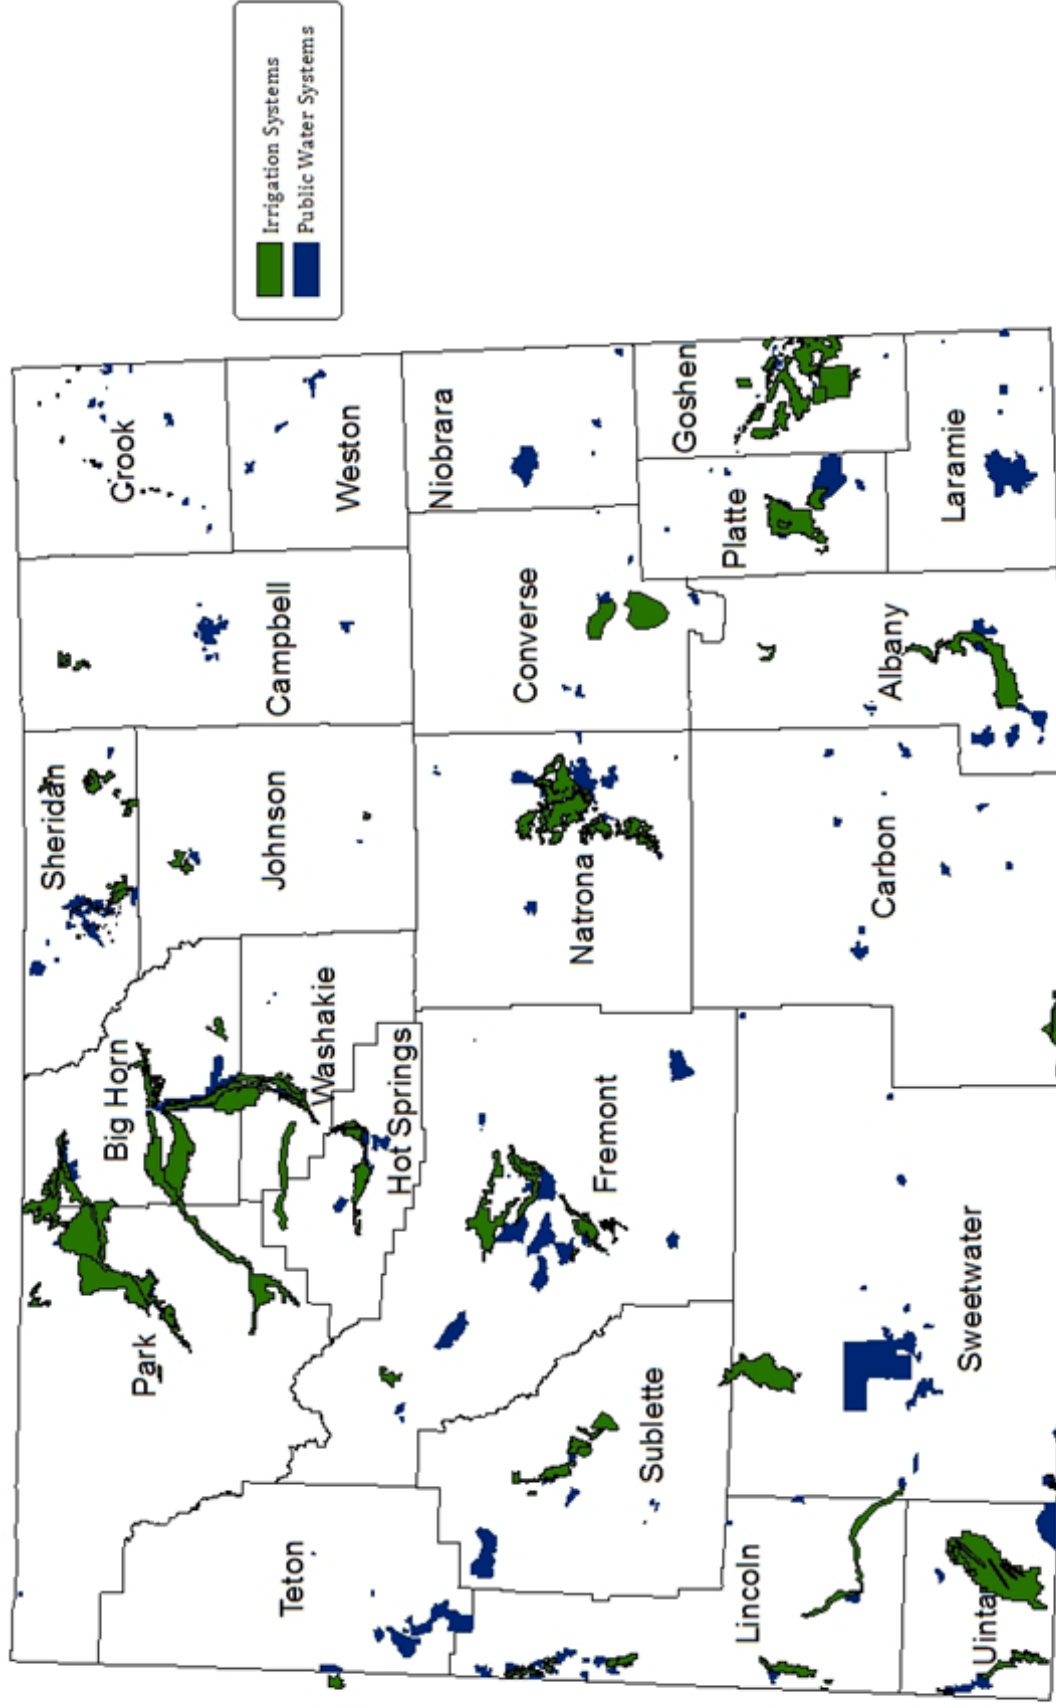 Irrigation Systems
Public Water Systems
Park
Big Horn
Sheridan
Crook
Campbell
Johnson
Weston
Teton
Washakie
Hot Springs
Niobrara
Converse
Natrona
Fremont
Sublette
Goshen
Platte
Lincoln
Albany
Carbon
Laramie
Sweetwater
Uinta